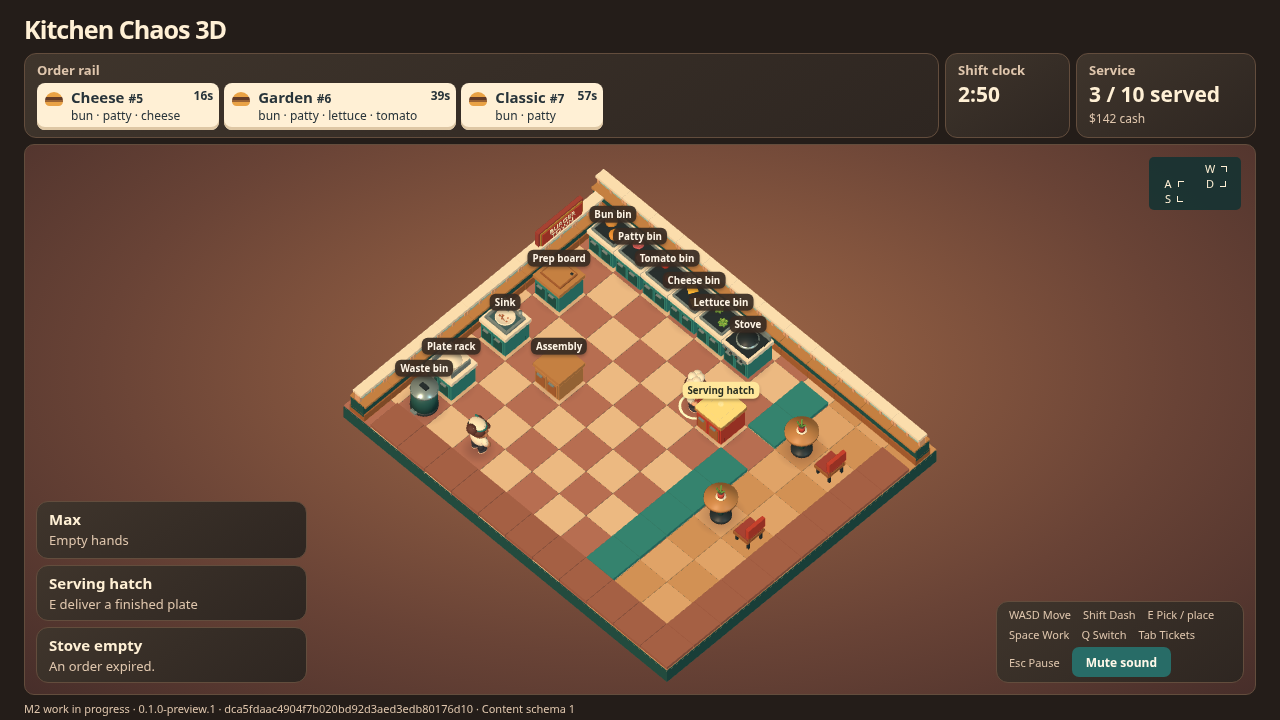 Kitchen Chaos 3D
Order rail
Cheese #5 16s
bun · patty · cheese
Garden #6 39s
bun · patty · lettuce · tomato
Classic #7 57s
bun · patty
Shift clock
2:50
Service
3 / 10 served
$142 cash
W
A D
S
BURGER
Bun bin
Patty bin
Prep board
Tomato bin
Cheese bin
Sink
Lettuce bin
Stove
Plate rack
Assembly
Waste bin
Serving hatch
Max
Empty hands
Serving hatch
E deliver a finished plate
Stove empty
An order expired.
WASD Move Shift Dash E Pick / place
Space Work Q Switch Tab Tickets
Esc Pause Mute sound
M2 work in progress · 0.1.0-preview.1 · dca5fdaac4904f7b020bd92d3aed3edb80176d10 · Content schema 1